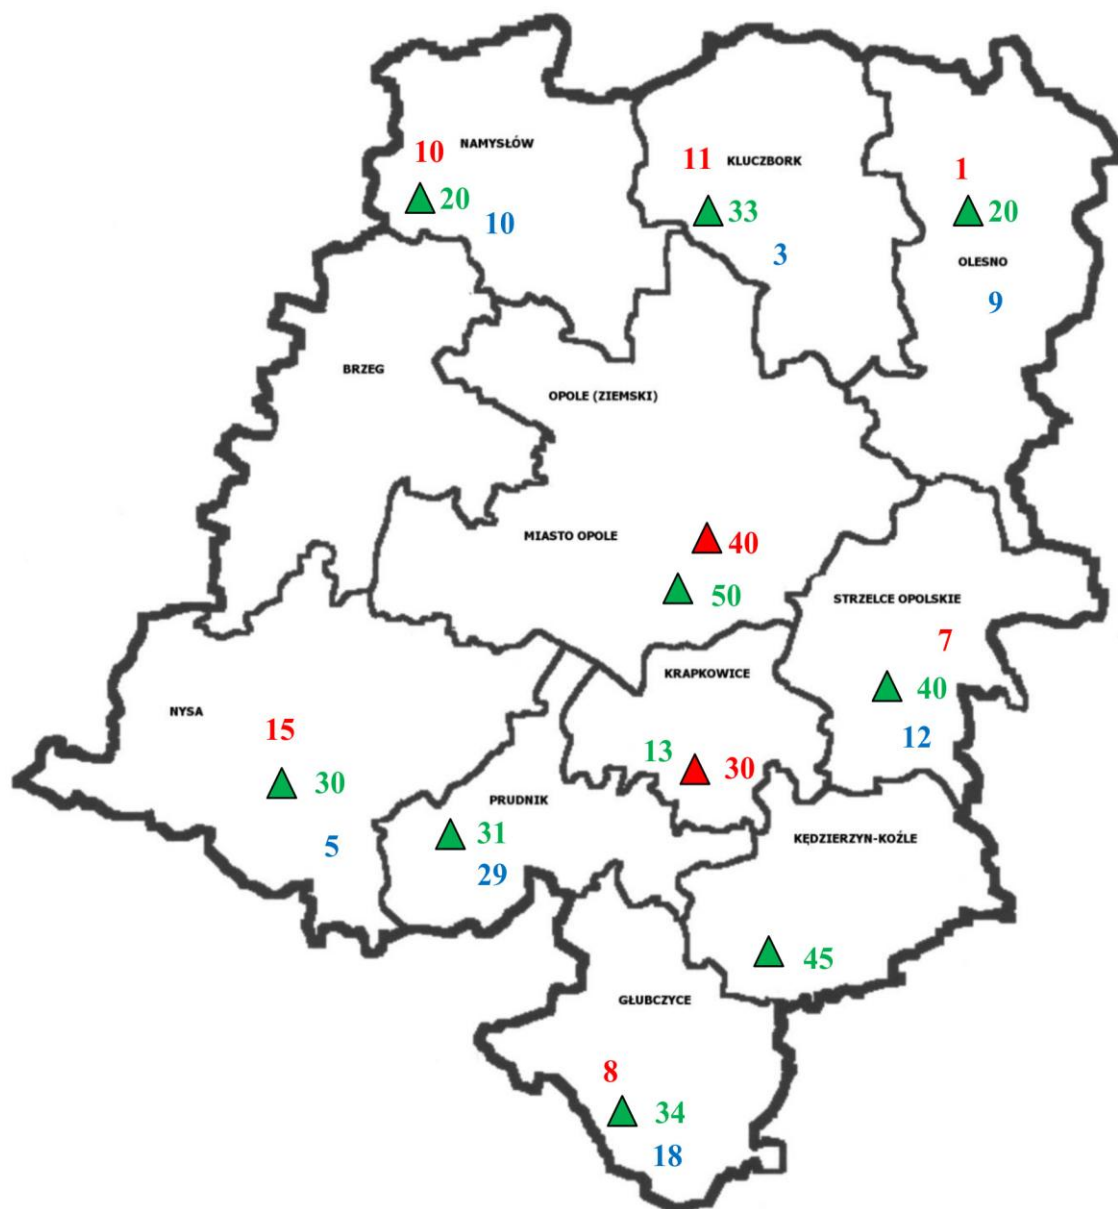 NAMYSŁÓW
10
20
10
11
KLUCZBORK
33
3
1
20
OLESNO
9
BRZEG
OPOLE (ZIEMSKI)
MIASTO OPOLE
40
50
STRZELCE OPOLSKIE
7
40
12
KRAPKOWICE
13
30
NYSA
15
30
5
PRUDNIK
31
29
KĘDZIERZYN-KOŹLE
45
GŁUBCZYCE
8
34
18